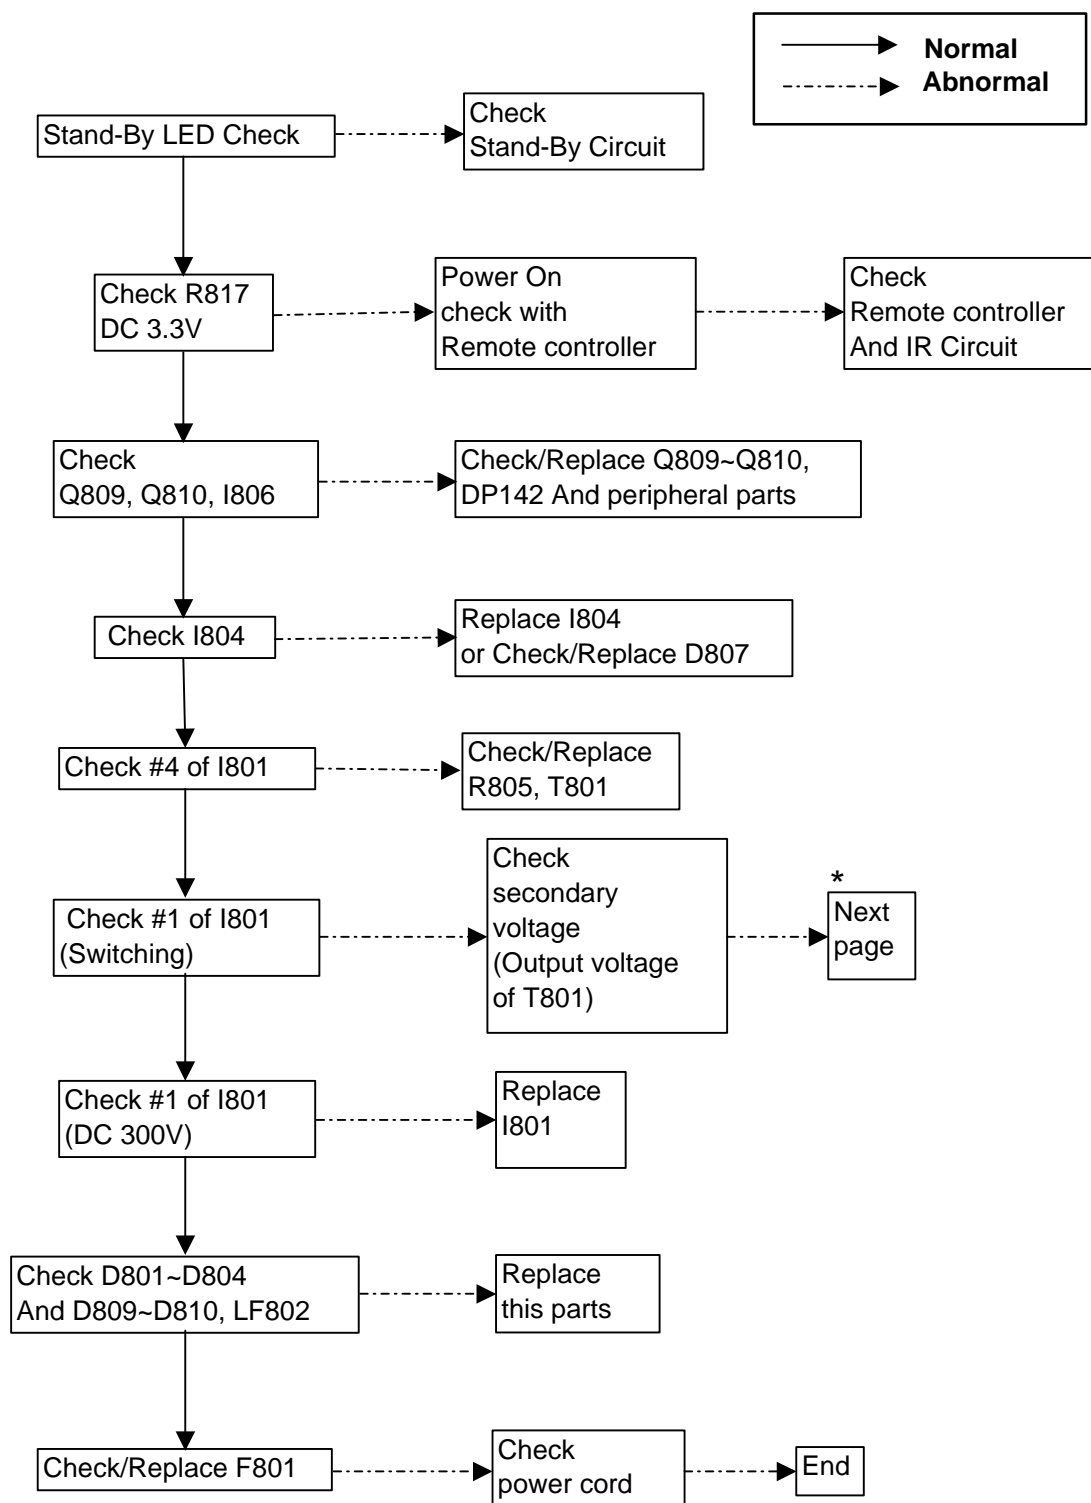 Normal
Abnormal
Stand-By LED Check
Check
Stand-By Circuit
Check R817
DC 3.3V
Power On
check with
Remote controller
Check
Remote controller
And IR Circuit
Check
Q809, Q810, I806
Check/Replace Q809~Q810,
DP142 And peripheral parts
Check I804
Replace I804
or Check/Replace D807
Check #4 of I801
Check/Replace
R805, T801
Check #1 of I801
(Switching)
Check
secondary
voltage
(Output voltage
of T801)
*
Next
page
Check #1 of I801
(DC 300V)
Replace
I801
Check D801~D804
And D809~D810, LF802
Replace
this parts
Check/Replace F801
Check
power cord
End